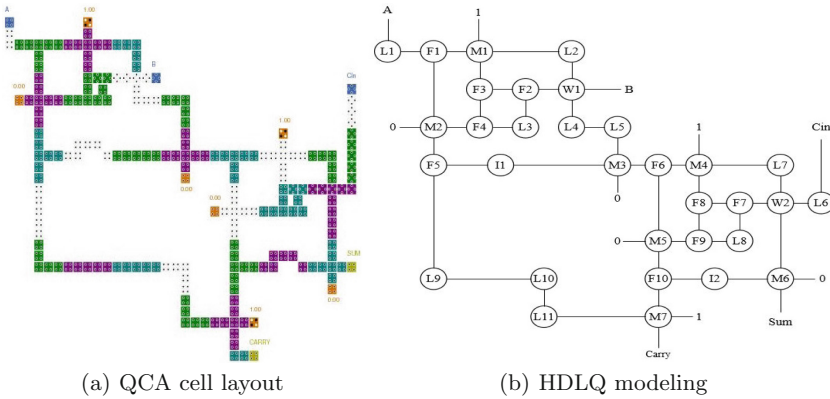 A
1.00
B
Cin
0.00
1.00
0.00
0.00
SUM
0.00
1.00
CARRY
A
1
L1
F1
M1
L2
F3
F2
W1
B
0
M2
F4
L3
L4
L5
1
Cin
F5
I1
M3
F6
M4
L7
0
F8
F7
W2
L6
0
M5
F9
L8
L9
L10
F10
I2
M6
0
L11
M7
1
Sum
Carry
(a) QCA cell layout
(b) HDLQ modeling